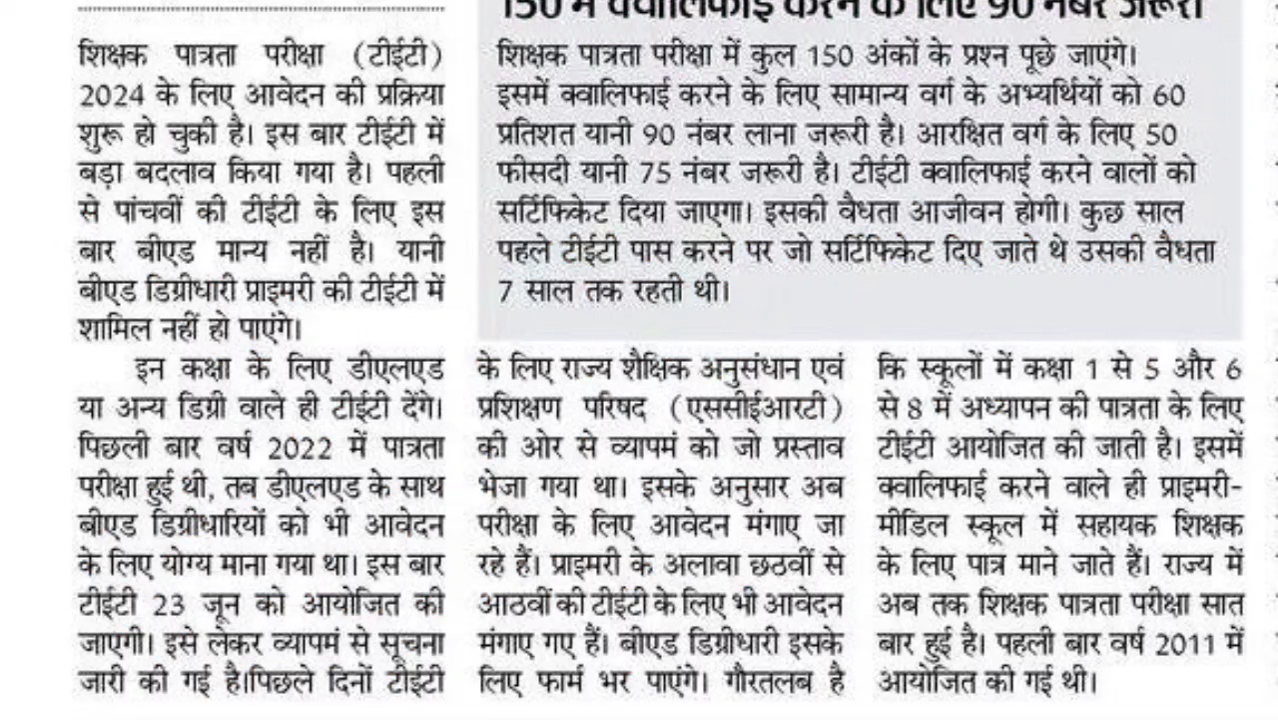 150 में क्वालिफाई करने के लिए 90 नंबर जरूरी
शिक्षक पात्रता परीक्षा (टीईटी)
2024 के लिए आवेदन की प्रक्रिया
शुरू हो चुकी है। इस बार टीईटी में
बड़ा बदलाव किया गया है। पहली
से पांचवीं की टीईटी के लिए इस
बार बीएड मान्य नहीं है। यानी
बीएड डिग्रीधारी प्राइमरी की टीईटी में
शामिल नहीं हो पाएंगे।
इन कक्षा के लिए डीएलएड
या अन्य डिग्री वाले ही टीईटी देंगे।
पिछली बार वर्ष 2022 में पात्रता
परीक्षा हुई थी, तब डीएलएड के साथ
बीएड डिग्रीधारियों को भी आवेदन
के लिए योग्य माना गया था। इस बार
टीईटी 23 जून को आयोजित की
जाएगी। इसे लेकर व्यापमं से सूचना
जारी की गई है।पिछले दिनों टीईटी
शिक्षक पात्रता परीक्षा में कुल 150 अंकों के प्रश्न पूछे जाएंगे।
इसमें क्वालिफाई करने के लिए सामान्य वर्ग के अभ्यर्थियों को 60
प्रतिशत यानी 90 नंबर लाना जरूरी है। आरक्षित वर्ग के लिए 50
फीसदी यानी 75 नंबर जरूरी है। टीईटी क्वालिफाई करने वालों को
सर्टिफिकेट दिया जाएगा। इसकी वैधता आजीवन होगी। कुछ साल
पहले टीईटी पास करने पर जो सर्टिफिकेट दिए जाते थे उसकी वैधता
7 साल तक रहती थी।
के लिए राज्य शैक्षिक अनुसंधान एवं
प्रशिक्षण परिषद (एससीईआरटी)
की ओर से व्यापमं को जो प्रस्ताव
भेजा गया था। इसके अनुसार अब
परीक्षा के लिए आवेदन मंगाए जा
रहे हैं। प्राइमरी के अलावा छठवीं से
आठवीं की टीईटी के लिए भी आवेदन
मंगाए गए हैं। बीएड डिग्रीधारी इसके
लिए फार्म भर पाएंगे। गौरतलब है
कि स्कूलों में कक्षा 1 से 5 और 6
से 8 में अध्यापन की पात्रता के लिए
टीईटी आयोजित की जाती है। इसमें
क्वालिफाई करने वाले ही प्राइमरी-
मीडिल स्कूल में सहायक शिक्षक
के लिए पात्र माने जाते हैं। राज्य में
अब तक शिक्षक पात्रता परीक्षा सात
बार हुई है। पहली बार वर्ष 2011 में
आयोजित की गई थी।